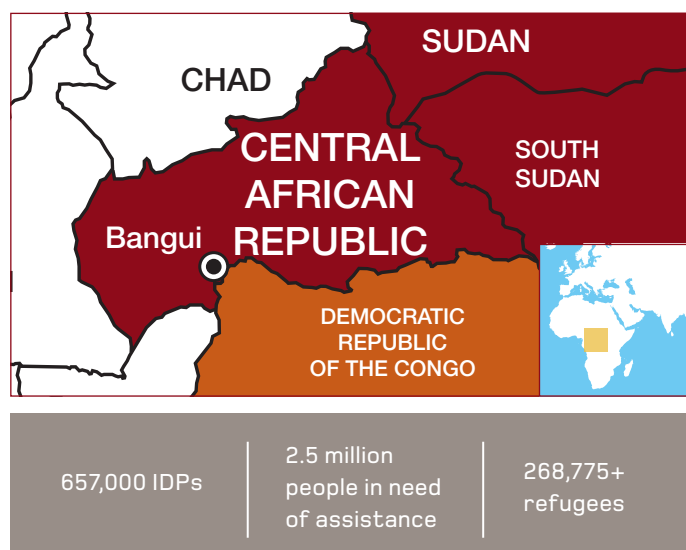 SUDAN
CHAD
CENTRAL
AFRICAN
REPUBLIC
SOUTH
SUDAN
Bangui
DEMOCRATIC
REPUBLIC
OF THE CONGO
657,000 IDPs
2.5 million
people in need
of assistance
268,775+
refugees